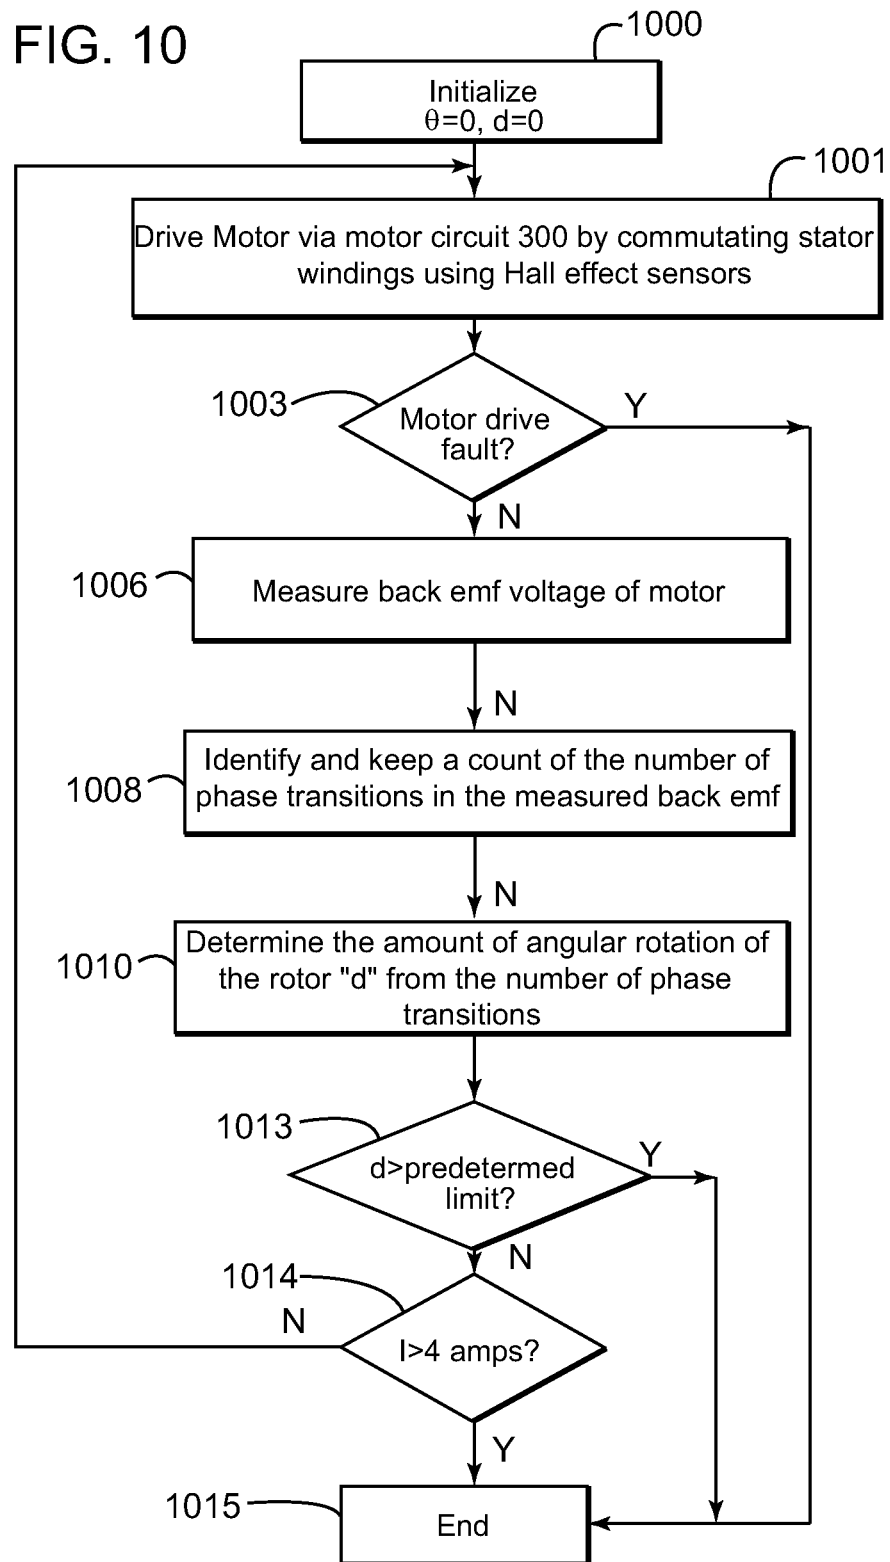 FIG. 10
1000
Initialize
θ=0, d=0
1001
Drive Motor via motor circuit 300 by commutating stator
windings using Hall effect sensors
1003
Motor drive
fault?
Y
N
1006
Measure back emf voltage of motor
N
1008
Identify and keep a count of the number of
phase transitions in the measured back emf
N
1010
Determine the amount of angular rotation of
the rotor "d" from the number of phase
transitions
1013
d>predetermed
limit?
Y
N
1014
N
I>4 amps?
Y
1015
End